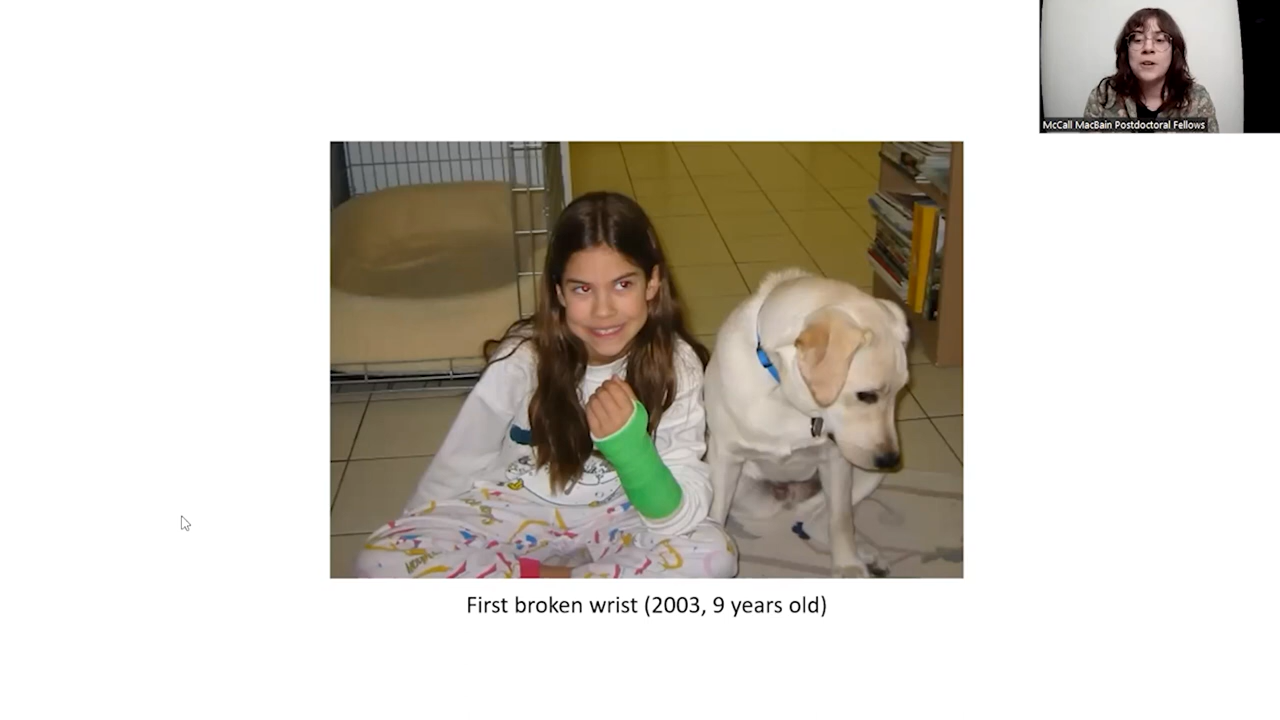 McCall MacBain Postdoctoral Fellows
First broken wrist (2003, 9 years old)